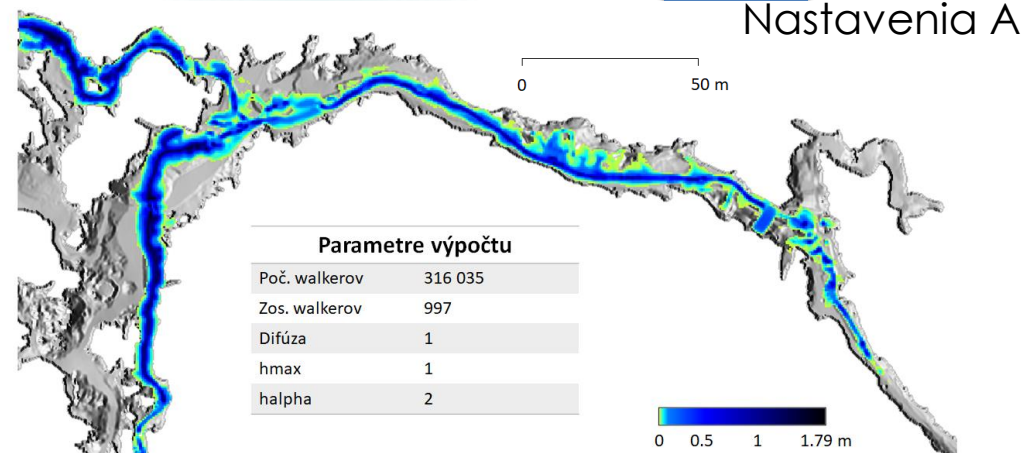 Nastavenia A
0 50 m
Parametre výpočtu
Poč. walkerov 316 035
Zos. walkerov 997
Difúza 1
hmax 1
halpha 2
0 0.5 1 1.79 m